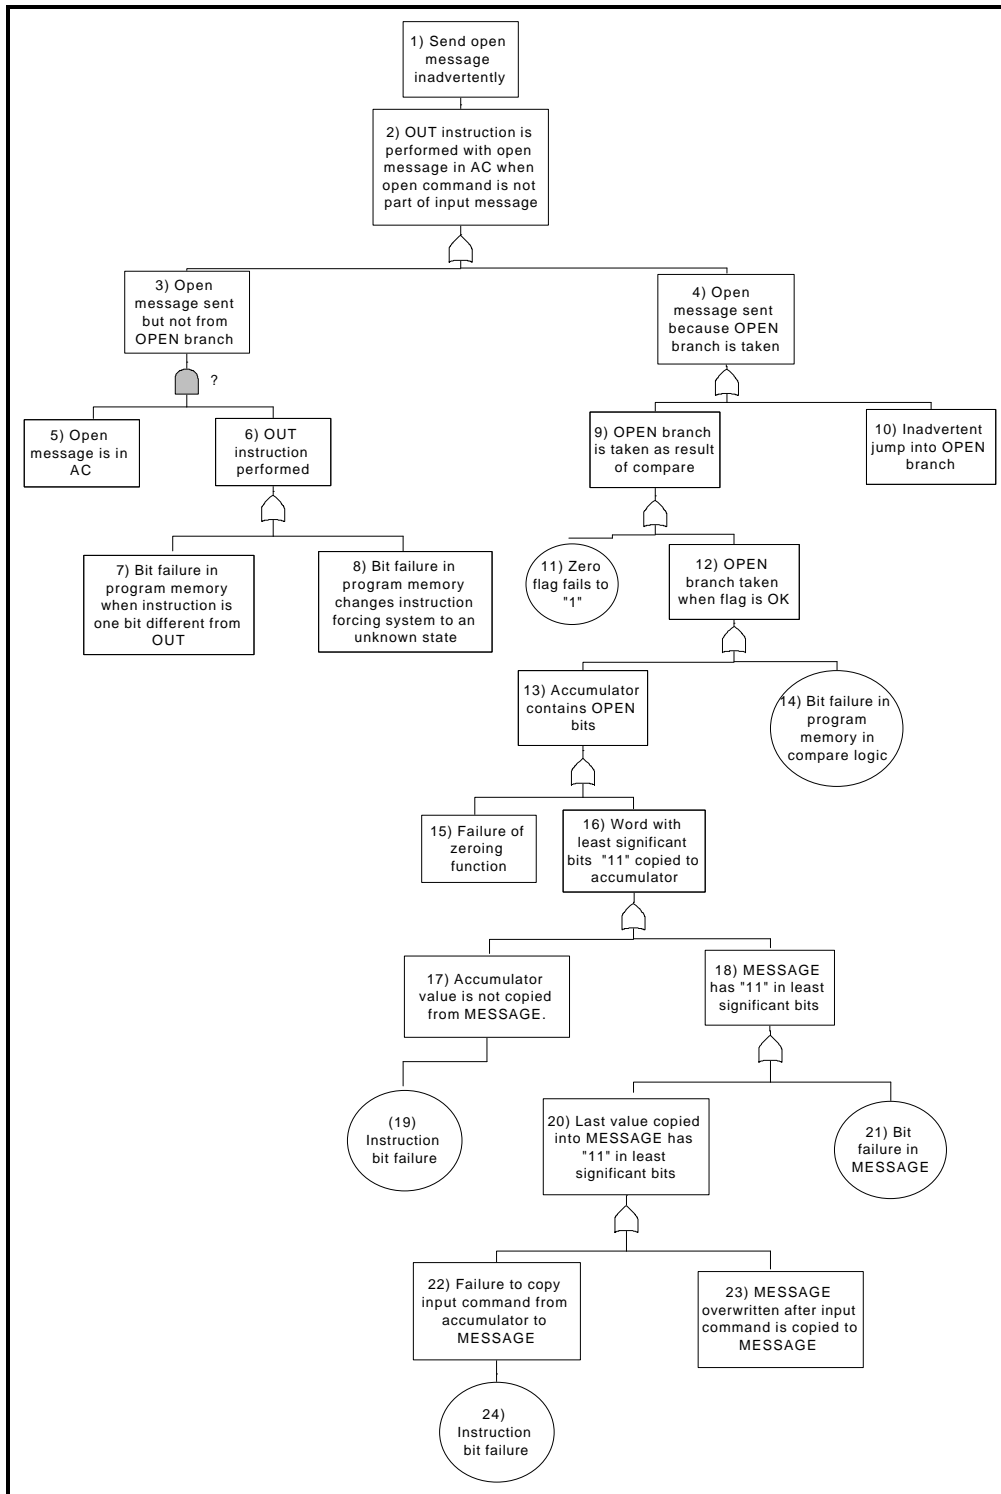 1) Send open
message
inadvertently
2) OUT instruction is
performed with open
message in AC when
open command is not
part of input message
3) Open
message sent
but not from
OPEN branch
4) Open
message sent
because OPEN
branch is taken
?
5) Open
message is in
AC
6) OUT
instruction
performed
9) OPEN branch
is taken as result
of compare
10) Inadvertent
jump into OPEN
branch
7) Bit failure in
program memory
when instruction is
one bit different from
OUT
8) Bit failure in
program memory
changes instruction
forcing system to an
unknown state
11) Zero
flag fails to
"1"
12) OPEN
branch taken
when flag is OK
13) Accumulator
contains OPEN
bits
14) Bit failure in
program
memory in
compare logic
15) Failure of
zeroing
function
16) Word with
least significant
bits "11" copied to
accumulator
17) Accumulator
value is not copied
from MESSAGE.
18) MESSAGE
has "11" in least
significant bits
(19)
Instruction
bit failure
20) Last value copied
into MESSAGE has
"11" in least
significant bits
21) Bit
failure in
MESSAGE
22) Failure to copy
input command from
accumulator to
MESSAGE
23) MESSAGE
overwritten after input
command is copied to
MESSAGE
24)
Instruction
bit failure